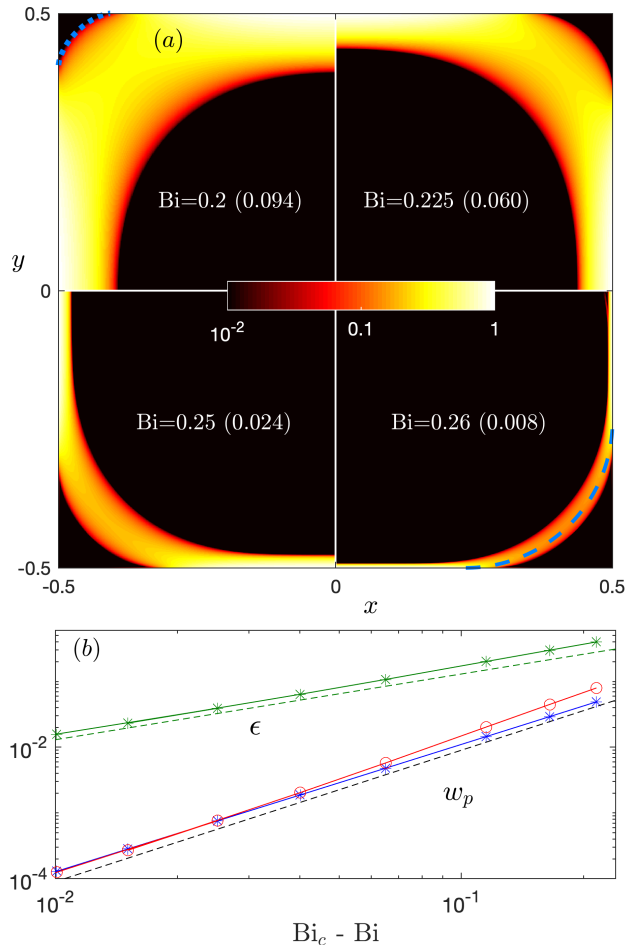 0.5
(a)
Bi=0.2 (0.094)
Bi=0.225 (0.060)
y
0
10⁻²
0.1
1
Bi=0.25 (0.024)
Bi=0.26 (0.008)
-0.5
-0.5
0
0.5
x
(b)
10⁻²
ϵ
w_p
10⁻⁴
10⁻²
10⁻¹
Bi_c - Bi